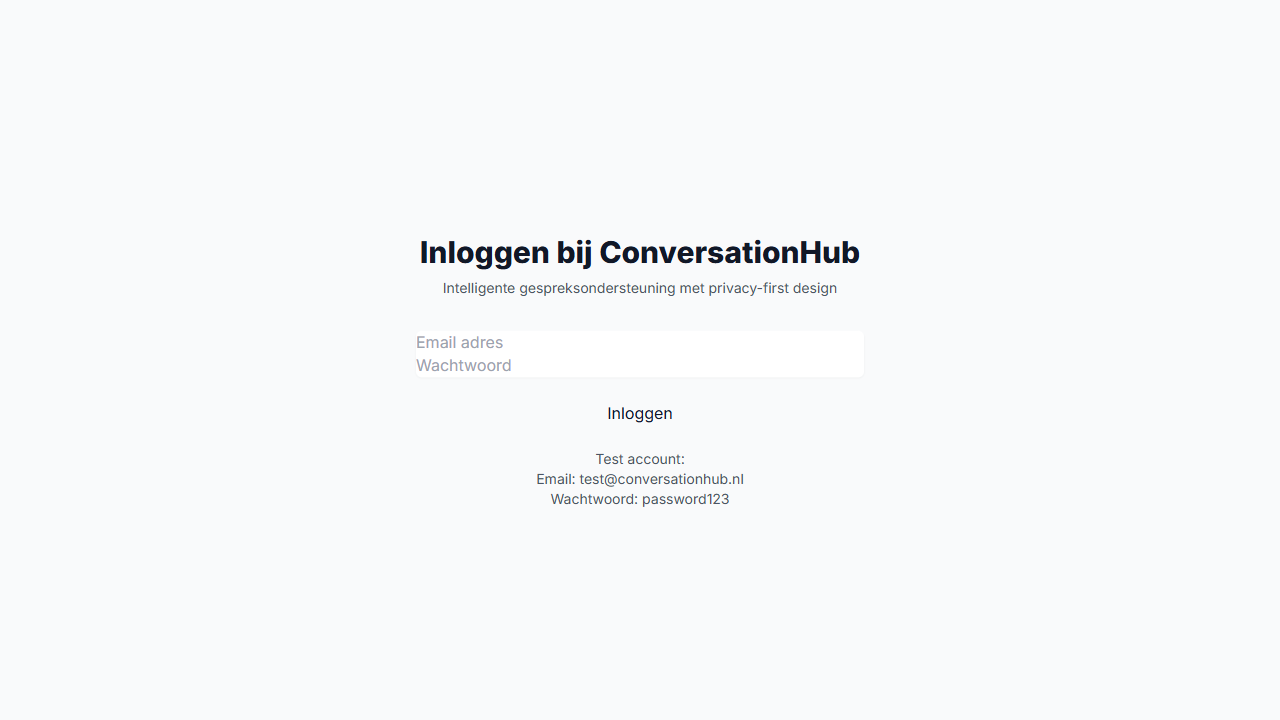 Inloggen bij ConversationHub
Intelligente gespreksondersteuning met privacy-first design
Email adres
Wachtwoord
Inloggen
Test account:
Email: test@conversationhub.nl
Wachtwoord: password123